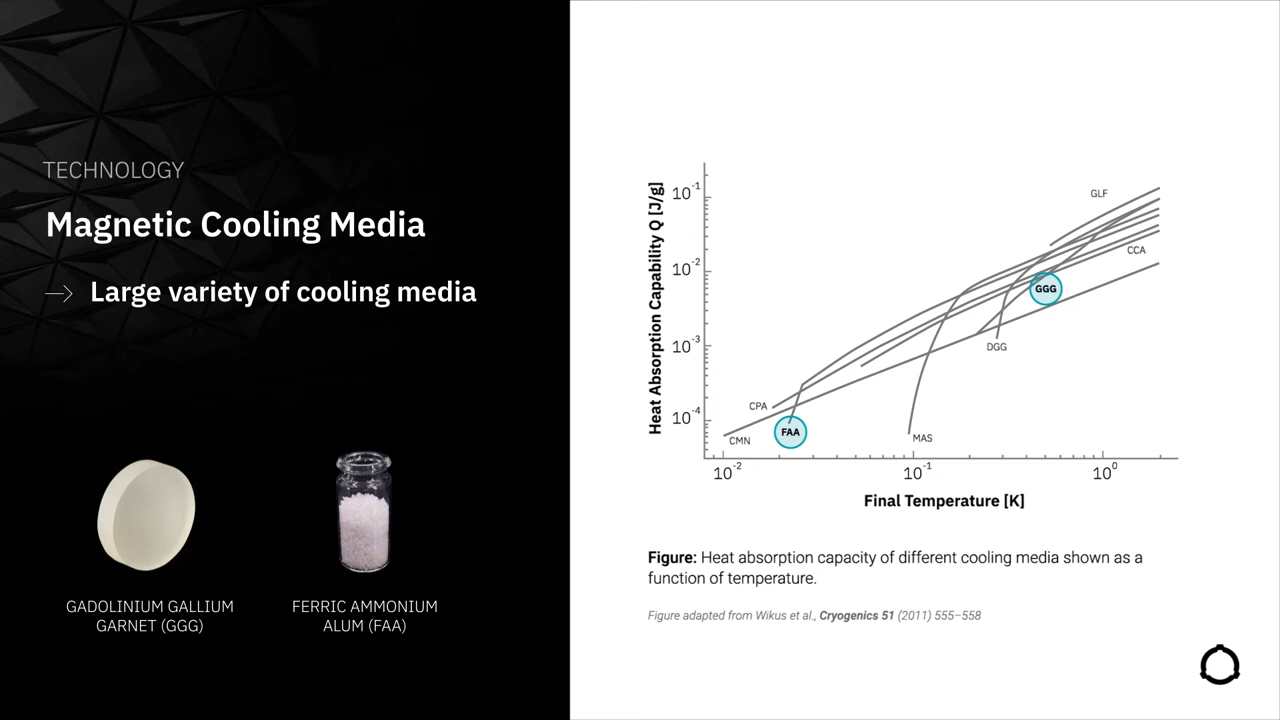 TECHNOLOGY
Magnetic Cooling Media
Large variety of cooling media
GADOLINIUM GALLIUM
GARNET (GGG)
FERRIC AMMONIUM
ALUM (FAA)
Heat Absorption Capability Q [J/g]
10⁻¹
10⁻²
10⁻³
10⁻⁴
GLF
CCA
GGG
DGG
CPA
FAA
CMN
MAS
10⁻²
10⁻¹
10⁰
Final Temperature [K]
Figure: Heat absorption capacity of different cooling media shown as a
function of temperature.
Figure adapted from Wikus et al., Cryogenics 51 (2011) 555–558